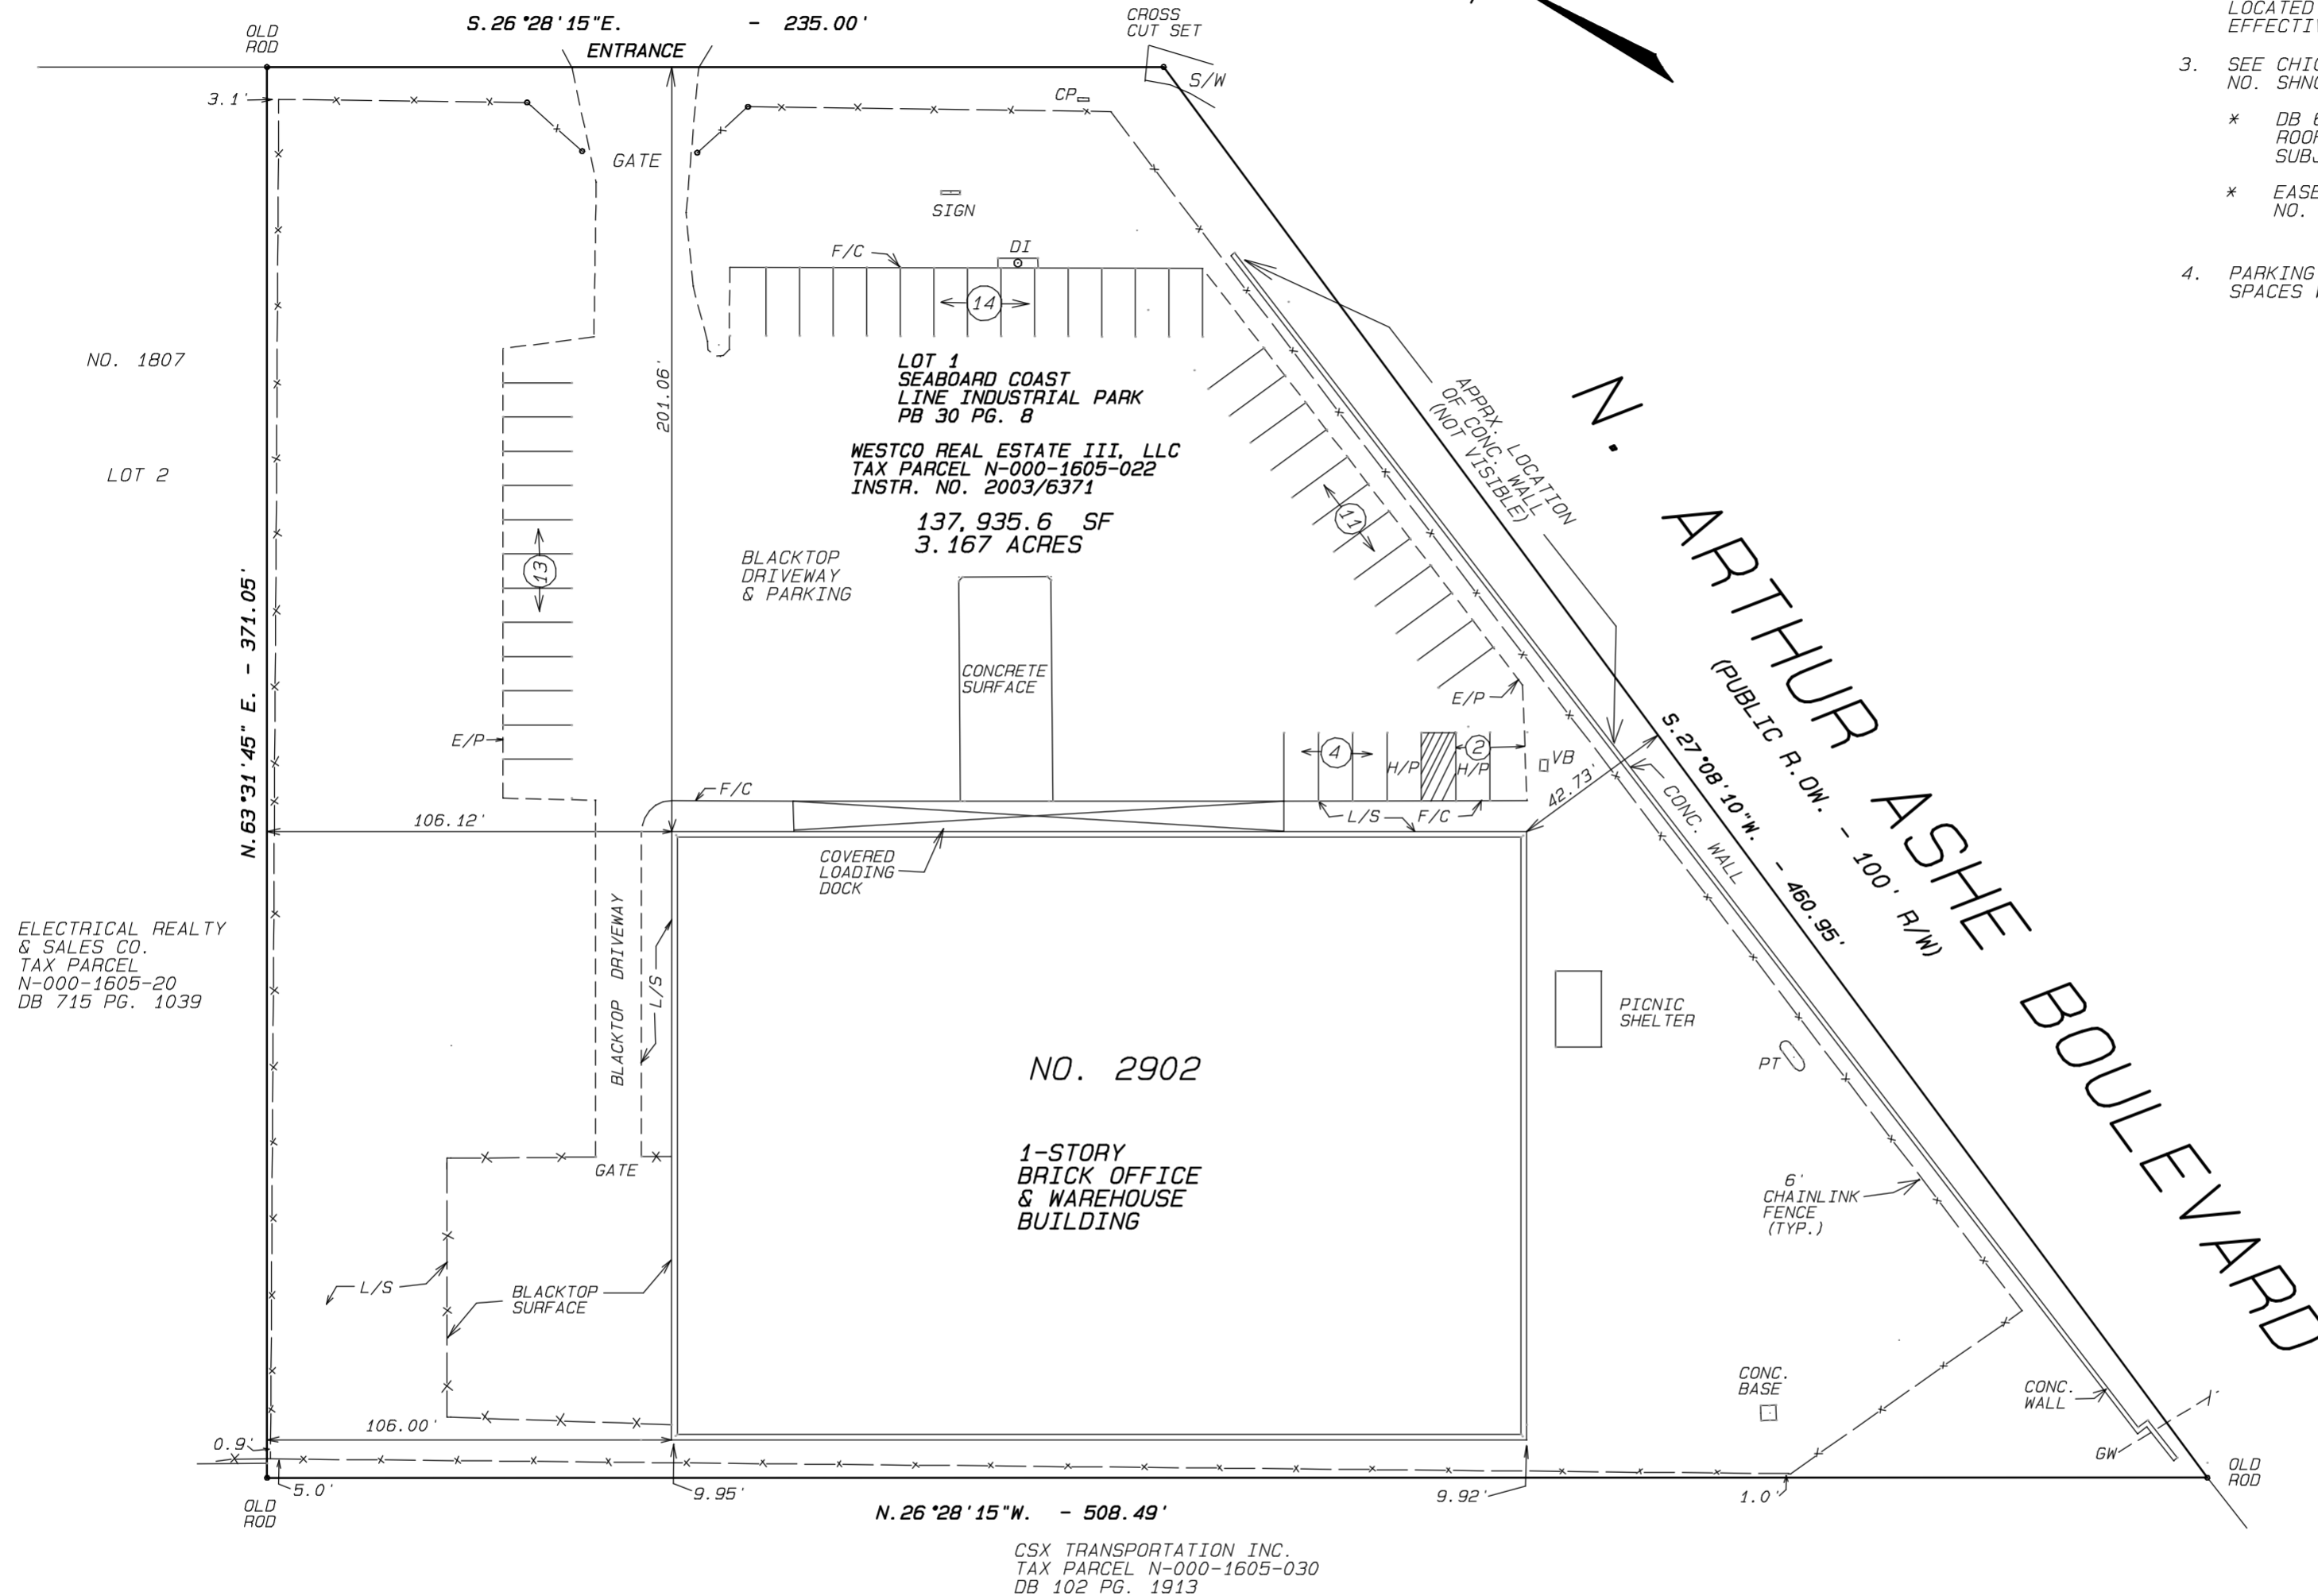 S.26°28'15"E. - 235.00'
OLD
ROD
ENTRANCE
CROSS
CUT SET
S/W
3.1'
CP
GATE
SIGN
F/C
DI
14
NO. 1807
LOT 2
201.06'
LOT 1
SEABOARD COAST
LINE INDUSTRIAL PARK
PB 30 PG. 8
WESTCO REAL ESTATE III, LLC
TAX PARCEL N-000-1605-022
INSTR. NO. 2003/6371
137,935.6 SF
3.167 ACRES
BLACKTOP
DRIVEWAY
& PARKING
13
11
APPRX. LOCATION
OF CONC. WALL
(NOT VISIBLE)
N. ARTHUR ASHE BOULEVARD
(PUBLIC R.OW. - 100' R/W)
S.27°08'10"W. - 460.95'
N.63°31'45" E. - 371.05'
CONCRETE
SURFACE
E/P
E/P
4
H/P
2
H/P
VB
42.73'
CONC. WALL
F/C
L/S
F/C
106.12'
COVERED
LOADING
DOCK
BLACKTOP DRIVEWAY
L/S
ELECTRICAL REALTY
& SALES CO.
TAX PARCEL
N-000-1605-20
DB 715 PG. 1039
PICNIC
SHELTER
PT
NO. 2902
1-STORY
BRICK OFFICE
& WAREHOUSE
BUILDING
GATE
6'
CHAINLINK
FENCE
(TYP.)
L/S
BLACKTOP
SURFACE
CONC.
BASE
CONC.
WALL
GW
106.00'
0.9'
5.0'
9.95'
9.92'
1.0'
OLD
ROD
OLD
ROD
N.26°28'15"W. - 508.49'
CSX TRANSPORTATION INC.
TAX PARCEL N-000-1605-030
DB 102 PG. 1913
LOCATED
3. SEE
NO.
* DB
* EASE
NO.
4. PARKING
SPACES